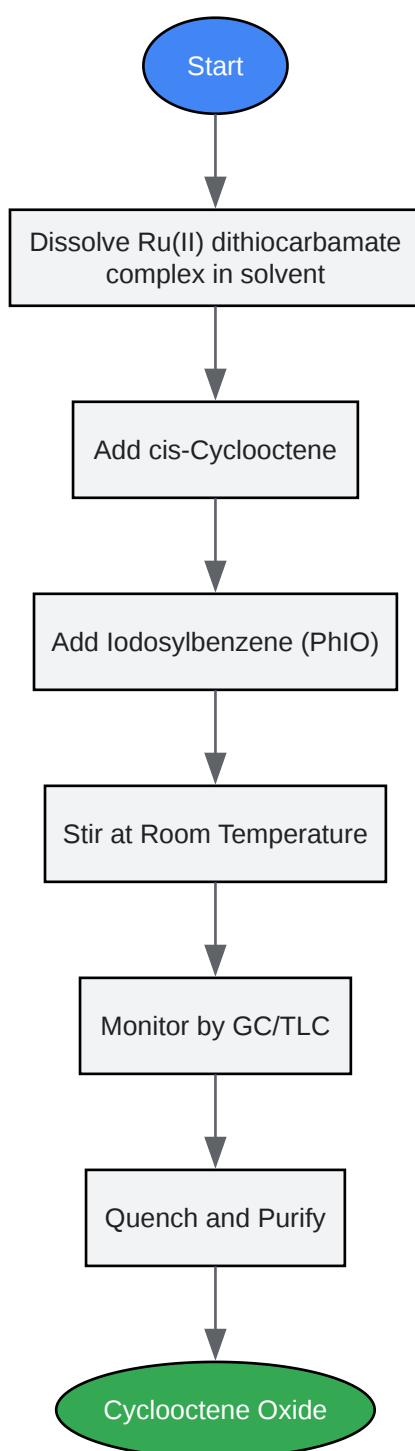 Start
Dissolve Ru(II) dithiocarbamate
complex in solvent
Add cis-Cyclooctene
Add Iodosylbenzene (PhIO)
Stir at Room Temperature
Monitor by GC/TLC
Quench and Purify
Cyclooctene Oxide